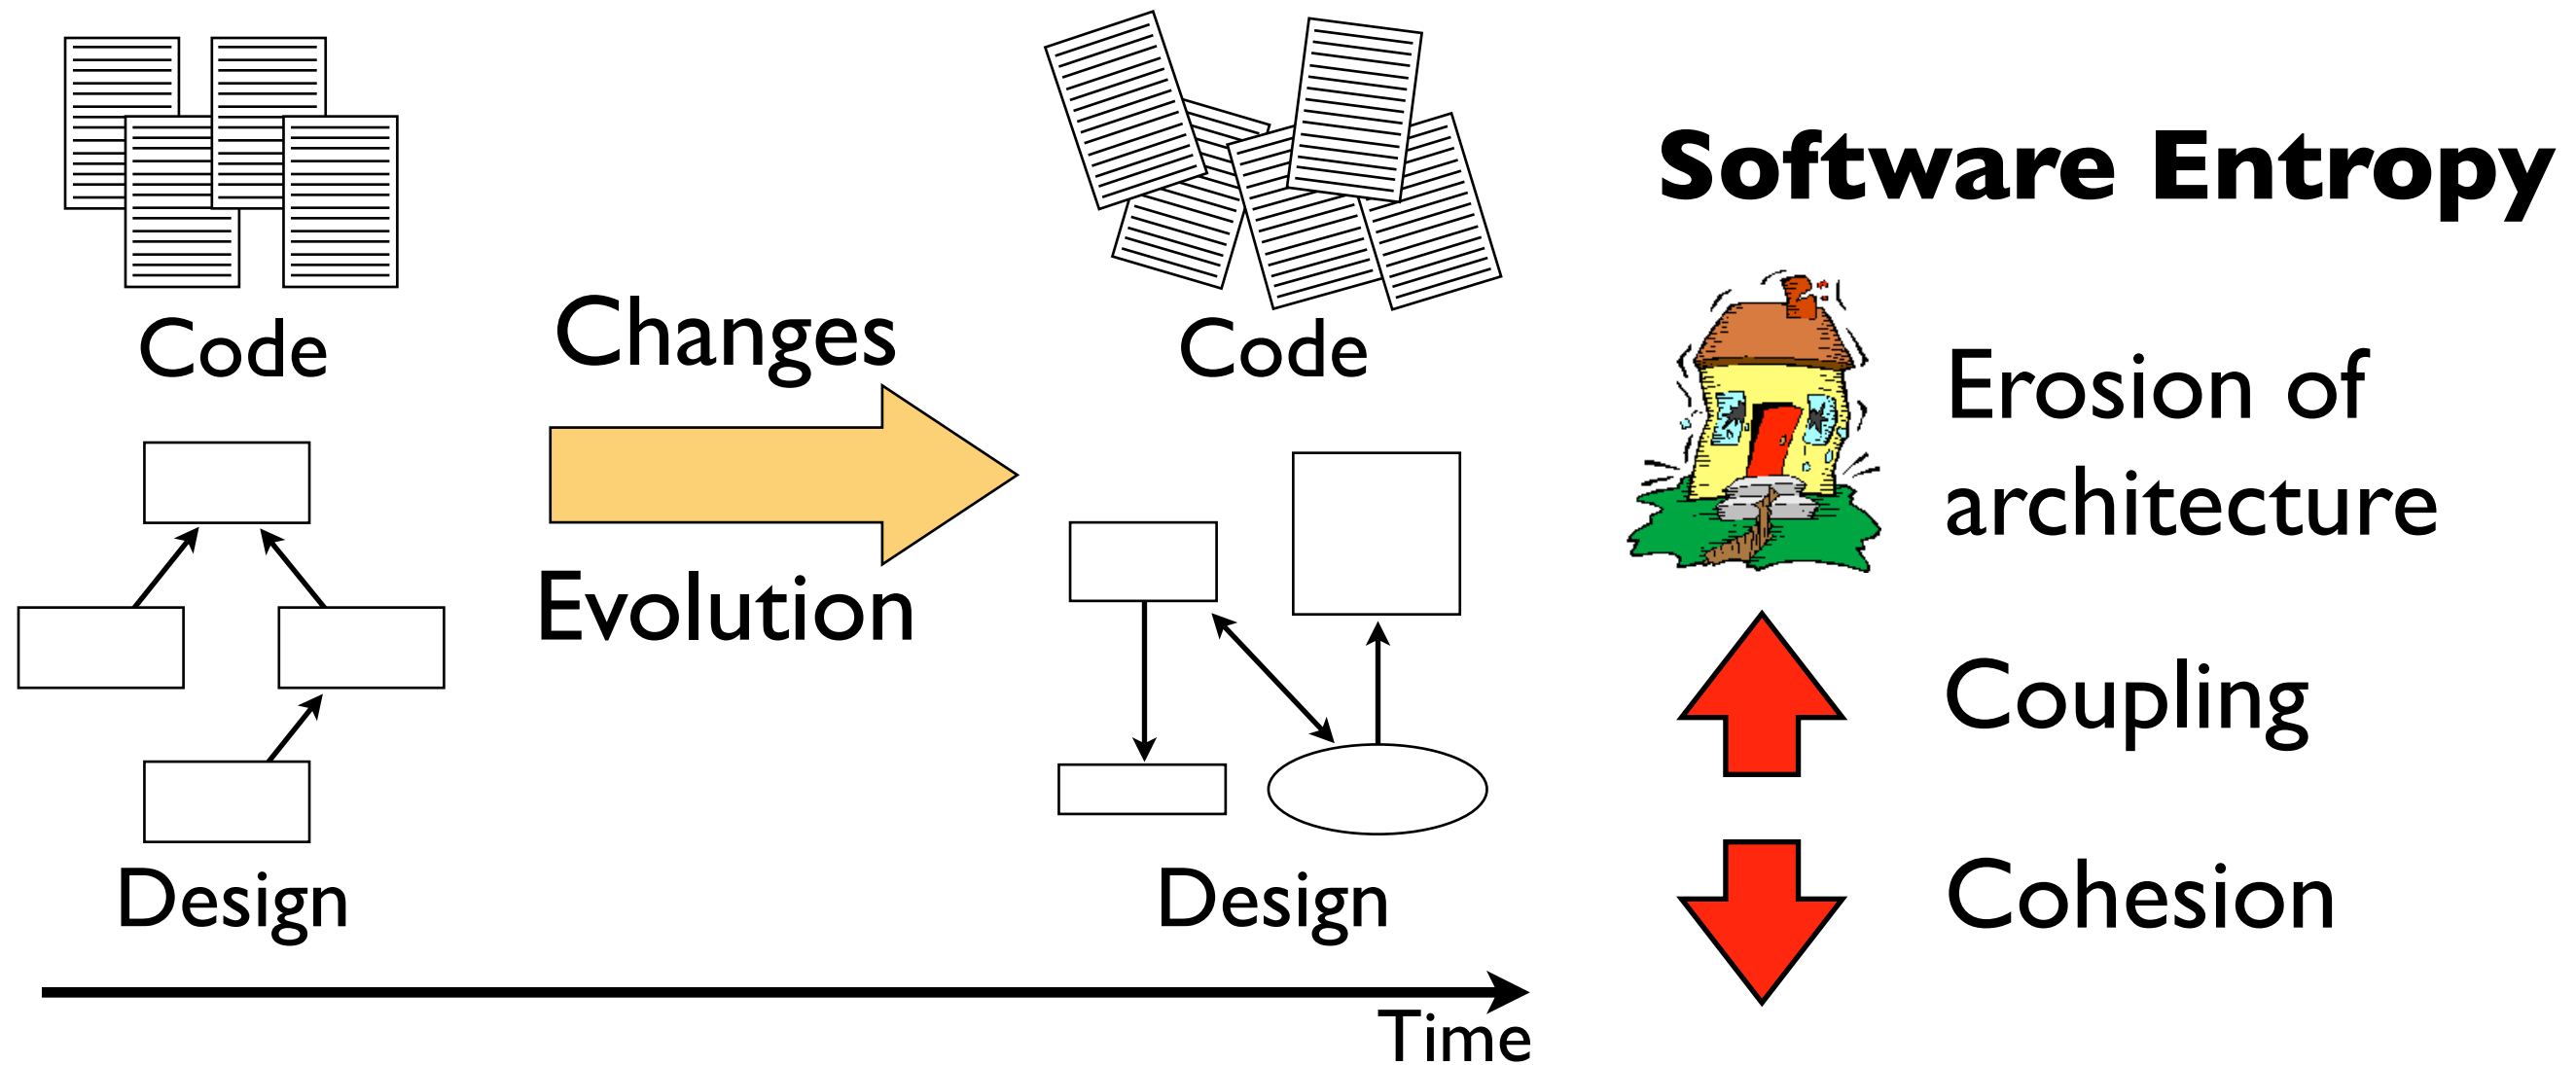 Code
Design
Changes
Evolution
Code
Design
Time
Software Entropy
Erosion of
architecture
Coupling
Cohesion